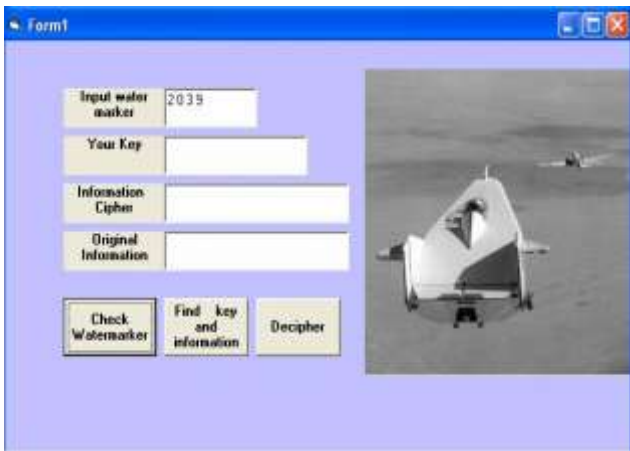 Form1
Input water
marker
2039
Your Key
Information
Cipher
Original
Information
Check
Watermarker
Find key
and
information
Decipher